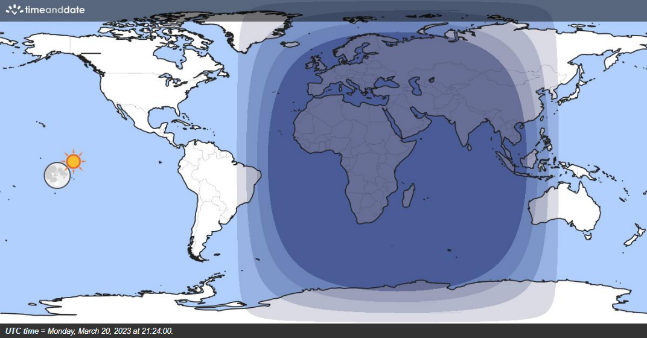 timeanddate
UTC time = Monday, March 20, 2023 at 21:24:00.